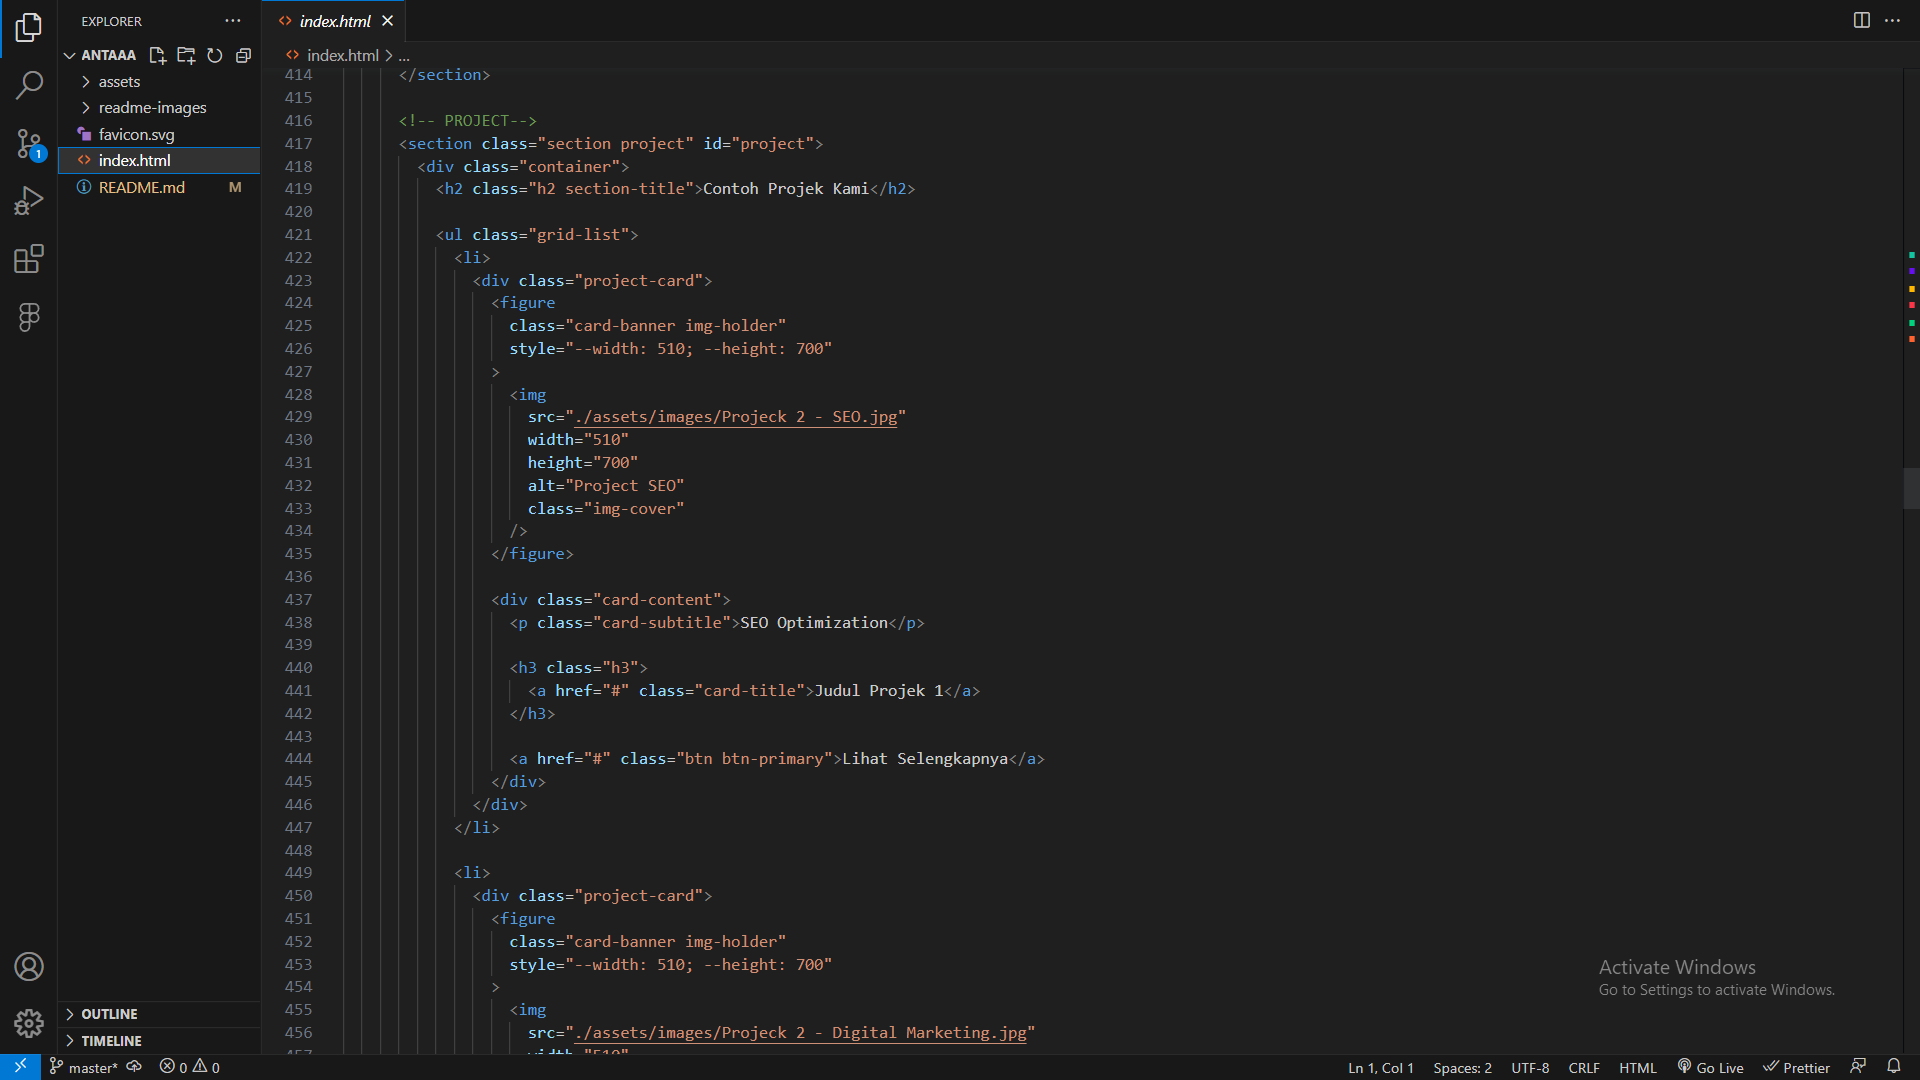 EXPLORER
index.html
ANTAAA
index.html > ...
assets
readme-images
favicon.svg
index.html
README.md M
1
414 </section>
415
416 <!-- PROJECT-->
417 <section class="section project" id="project">
418 <div class="container">
419 <h2 class="h2 section-title">Contoh Projek Kami</h2>
420
421 <ul class="grid-list">
422 <li>
423 <div class="project-card">
424 <figure
425 class="card-banner img-holder"
426 style="--width: 510; --height: 700"
427 >
428 <img
429 src="./assets/images/Projeck 2 - SEO.jpg"
430 width="510"
431 height="700"
432 alt="Project SEO"
433 class="img-cover"
434 />
435 </figure>
436
437 <div class="card-content">
438 <p class="card-subtitle">SEO Optimization</p>
439
440 <h3 class="h3">
441 <a href="#" class="card-title">Judul Projek 1</a>
442 </h3>
443
444 <a href="#" class="btn btn-primary">Lihat Selengkapnya</a>
445 </div>
446 </div>
447 </li>
448
449 <li>
450 <div class="project-card">
451 <figure
452 class="card-banner img-holder"
453 style="--width: 510; --height: 700"
454 >
455 <img
456 src="./assets/images/Projeck 2 - Digital Marketing.jpg"
457 width="510"
Activate Windows
Go to Settings to activate Windows.
OUTLINE
TIMELINE
master* 0 0 Ln 1, Col 1 Spaces: 2 UTF-8 CRLF HTML Go Live Prettier